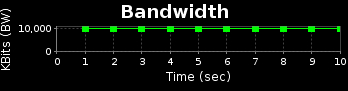 Bandwidth
KBits (BW)
10,000
0
0 1 2 3 4 5 6 7 8 9 10
Time (sec)